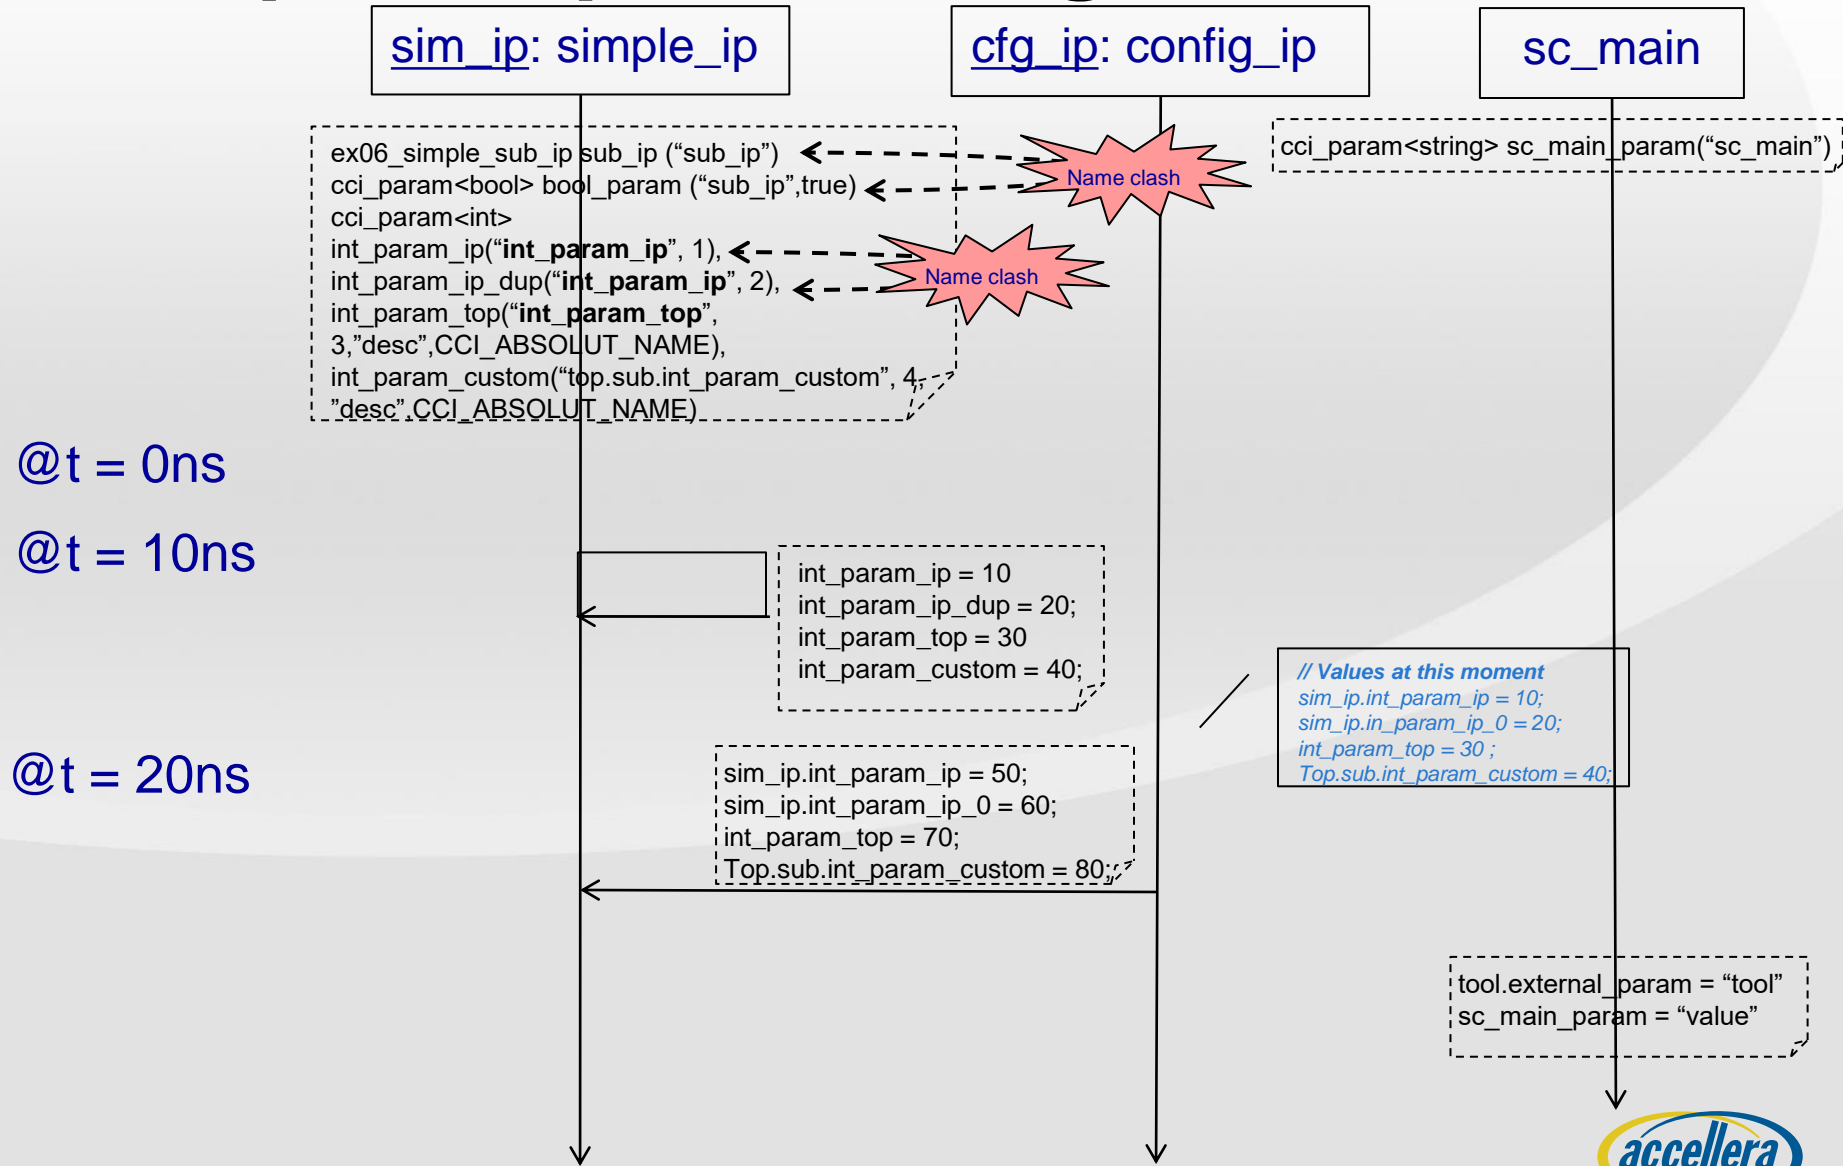 sim_ip: simple_ip
cfg_ip: config_ip
sc_main
ex06_simple_sub_ip sub_ip (“sub_ip”)
cci_param<bool> bool_param (“sub_ip”,true)
cci_param<int>
int_param_ip(“int_param_ip”, 1),
int_param_ip_dup(“int_param_ip”, 2),
int_param_top(“int_param_top”,
3,”desc”,CCI_ABSOLUT_NAME),
int_param_custom(“top.sub.int_param_custom”, 4,
”desc”,CCI_ABSOLUT_NAME)
Name clash
Name clash
cci_param<string> sc_main_param(“sc_main”)
@t = 0ns
@t = 10ns
int_param_ip = 10
int_param_ip_dup = 20;
int_param_top = 30
int_param_custom = 40;
// Values at this moment
sim_ip.int_param_ip = 10;
sim_ip.in_param_ip_0 = 20;
int_param_top = 30 ;
Top.sub.int_param_custom = 40;
@t = 20ns
sim_ip.int_param_ip = 50;
sim_ip.int_param_ip_0 = 60;
int_param_top = 70;
Top.sub.int_param_custom = 80;
tool.external_param = “tool”
sc_main_param = “value”
accellera